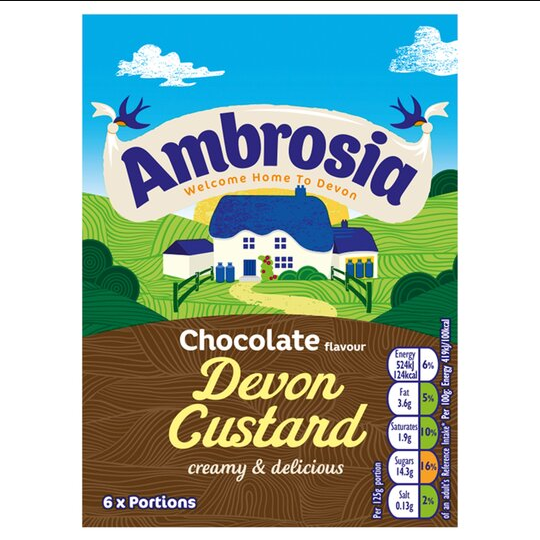 Ambrosia
Welcome Home To Devon
Chocolate flavour
Devon
Custard
creamy & delicious
6 x Portions
Per 125g portion
Energy
524kJ
124kcal
6%
Fat
3.6g
5%
Saturates
1.9g
10%
Sugars
14.3g
16%
Salt
0.13g
2%
of an adult's Reference Intake* Per 100g: Energy 419kJ/100kcal